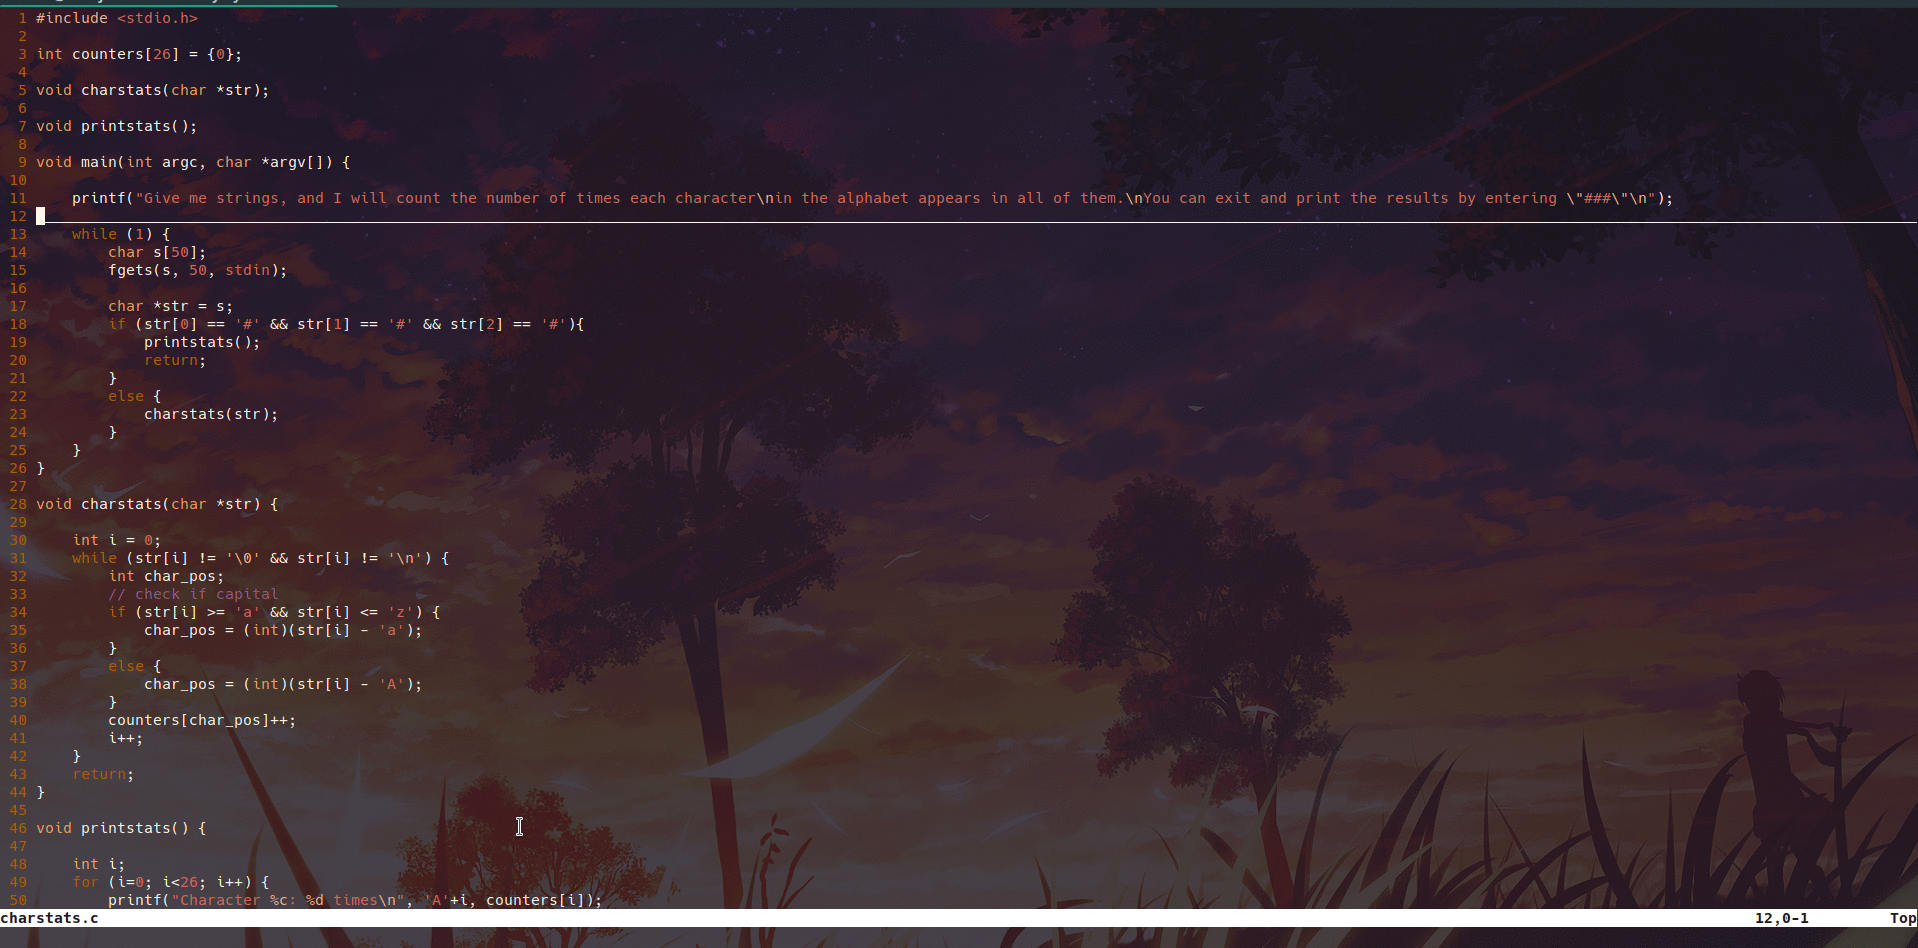 1 #include <stdio.h>
2
3 int counters[26] = {0};
4
5 void charstats(char *str);
6
7 void printstats();
8
9 void main(int argc, char *argv[]) {
10
11     printf("Give me strings, and I will count the number of times each character\nin the alphabet appears in all of them.\nYou can exit and print the results by entering \"###\"\n");
12
13     while (1) {
14         char s[50];
15         fgets(s, 50, stdin);
16
17         char *str = s;
18         if (str[0] == '#' && str[1] == '#' && str[2] == '#'){
19             printstats();
20             return;
21         }
22         else {
23             charstats(str);
24         }
25     }
26 }
27
28 void charstats(char *str) {
29
30     int i = 0;
31     while (str[i] != '\0' && str[i] != '\n') {
32         int char_pos;
33         // check if capital
34         if (str[i] >= 'a' && str[i] <= 'z') {
35             char_pos = (int)(str[i] - 'a');
36         }
37         else {
38             char_pos = (int)(str[i] - 'A');
39         }
40         counters[char_pos]++;
41         i++;
42     }
43     return;
44 }
45
46 void printstats() {
47
48     int i;
49     for (i=0; i<26; i++) {
50         printf("Character %c: %d times\n", 'A'+i, counters[i]);
charstats.c 12,0-1 Top